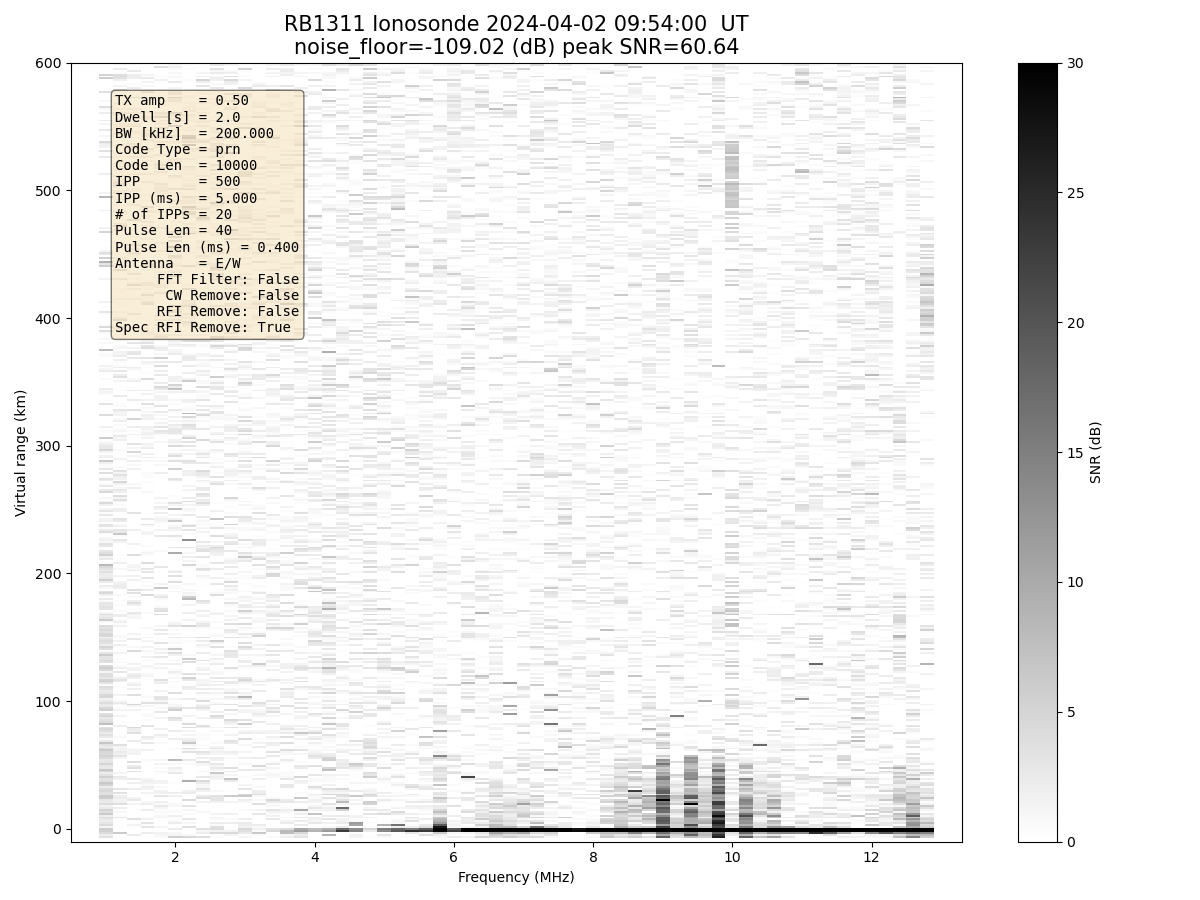 RB1311 Ionosonde 2024-04-02 09:54:00  UT
noise_floor=-109.02 (dB) peak SNR=60.64
TX amp    = 0.50
Dwell [s] = 2.0
BW [kHz]  = 200.000
Code Type = prn
Code Len  = 10000
IPP       = 500
IPP (ms)  = 5.000
# of IPPs = 20
Pulse Len = 40
Pulse Len (ms) = 0.400
Antenna   = E/W
FFT Filter: False
CW Remove: False
RFI Remove: False
Spec RFI Remove: True
600
500
400
300
200
100
0
Virtual range (km)
2
4
6
8
10
12
Frequency (MHz)
30
25
20
15
10
5
0
SNR (dB)